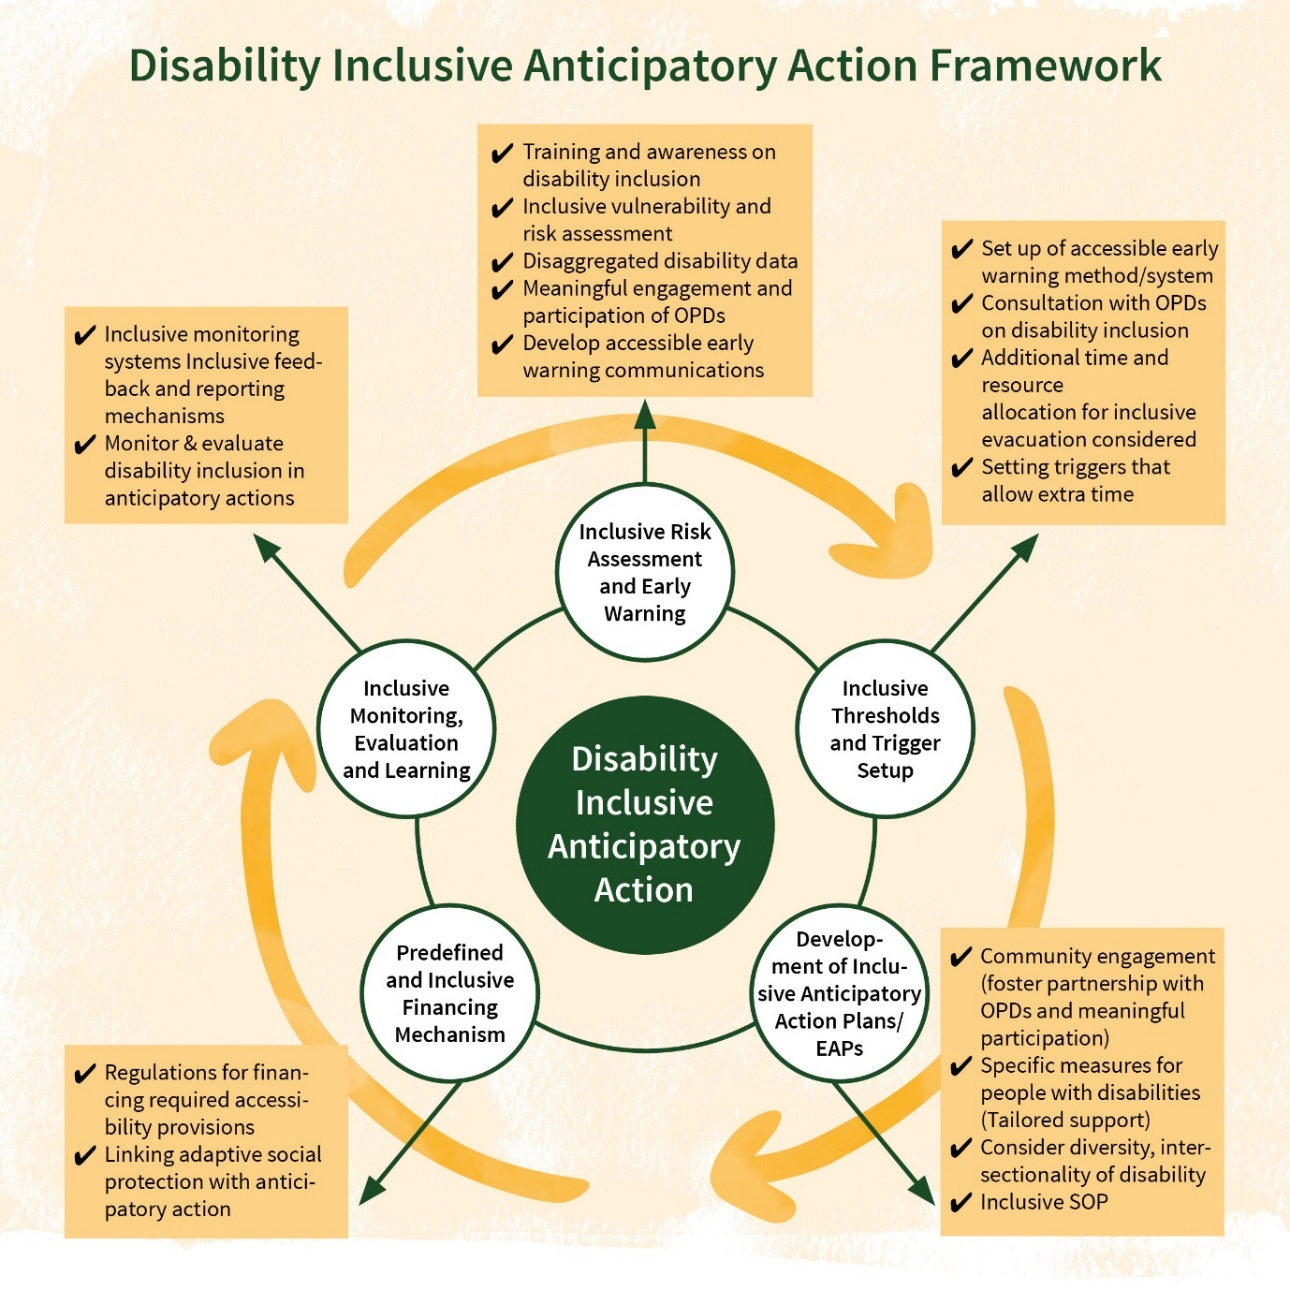 Disability Inclusive Anticipatory Action Framework
✔ Training and awareness on
disability inclusion
✔ Inclusive vulnerability and
risk assessment
✔ Disaggregated disability data
✔ Meaningful engagement and
participation of OPDs
✔ Develop accessible early
warning communications
✔ Set up of accessible early
warning method/system
✔ Consultation with OPDs
on disability inclusion
✔ Additional time and
resource
allocation for inclusive
evacuation considered
✔ Setting triggers that
allow extra time
✔ Inclusive monitoring
systems Inclusive feed-
back and reporting
mechanisms
✔ Monitor & evaluate
disability inclusion in
anticipatory actions
Inclusive Risk
Assessment
and Early
Warning
Inclusive
Monitoring,
Evaluation
and Learning
Inclusive
Thresholds
and Trigger
Setup
Disability
Inclusive
Anticipatory
Action
Predefined
and Inclusive
Financing
Mechanism
Develop-
ment of Inclu-
sive Anticipatory
Action Plans/
EAPs
✔ Community engagement
(foster partnership with
OPDs and meaningful
participation)
✔ Specific measures for
people with disabilities
(Tailored support)
✔ Consider diversity, inter-
sectionality of disability
✔ Inclusive SOP
✔ Regulations for finan-
cing required accessi-
bility provisions
✔ Linking adaptive social
protection with antici-
patory action